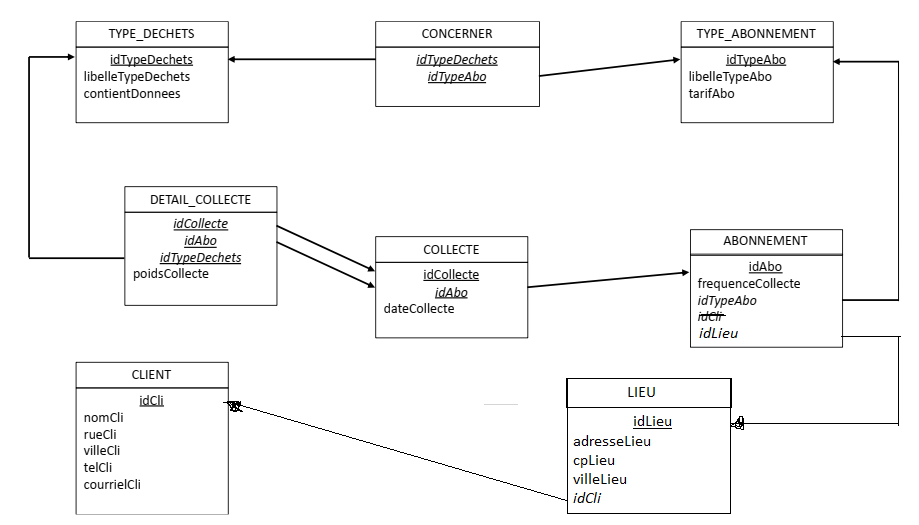 TYPE_DECHETS
idTypeDechets
libelleTypeDechets
contientDonnees
CONCERNER
idTypeDechets
idTypeAbo
TYPE_ABONNEMENT
idTypeAbo
libelleTypeAbo
tarifAbo
DETAIL_COLLECTE
idCollecte
idAbo
idTypeDechets
poidsCollecte
COLLECTE
idCollecte
idAbo
dateCollecte
ABONNEMENT
idAbo
frequenceCollecte
idTypeAbo
idCli
idLieu
CLIENT
idCli
nomCli
rueCli
villeCli
telCli
courrielCli
LIEU
idLieu
adresseLieu
cpLieu
villeLieu
idCli